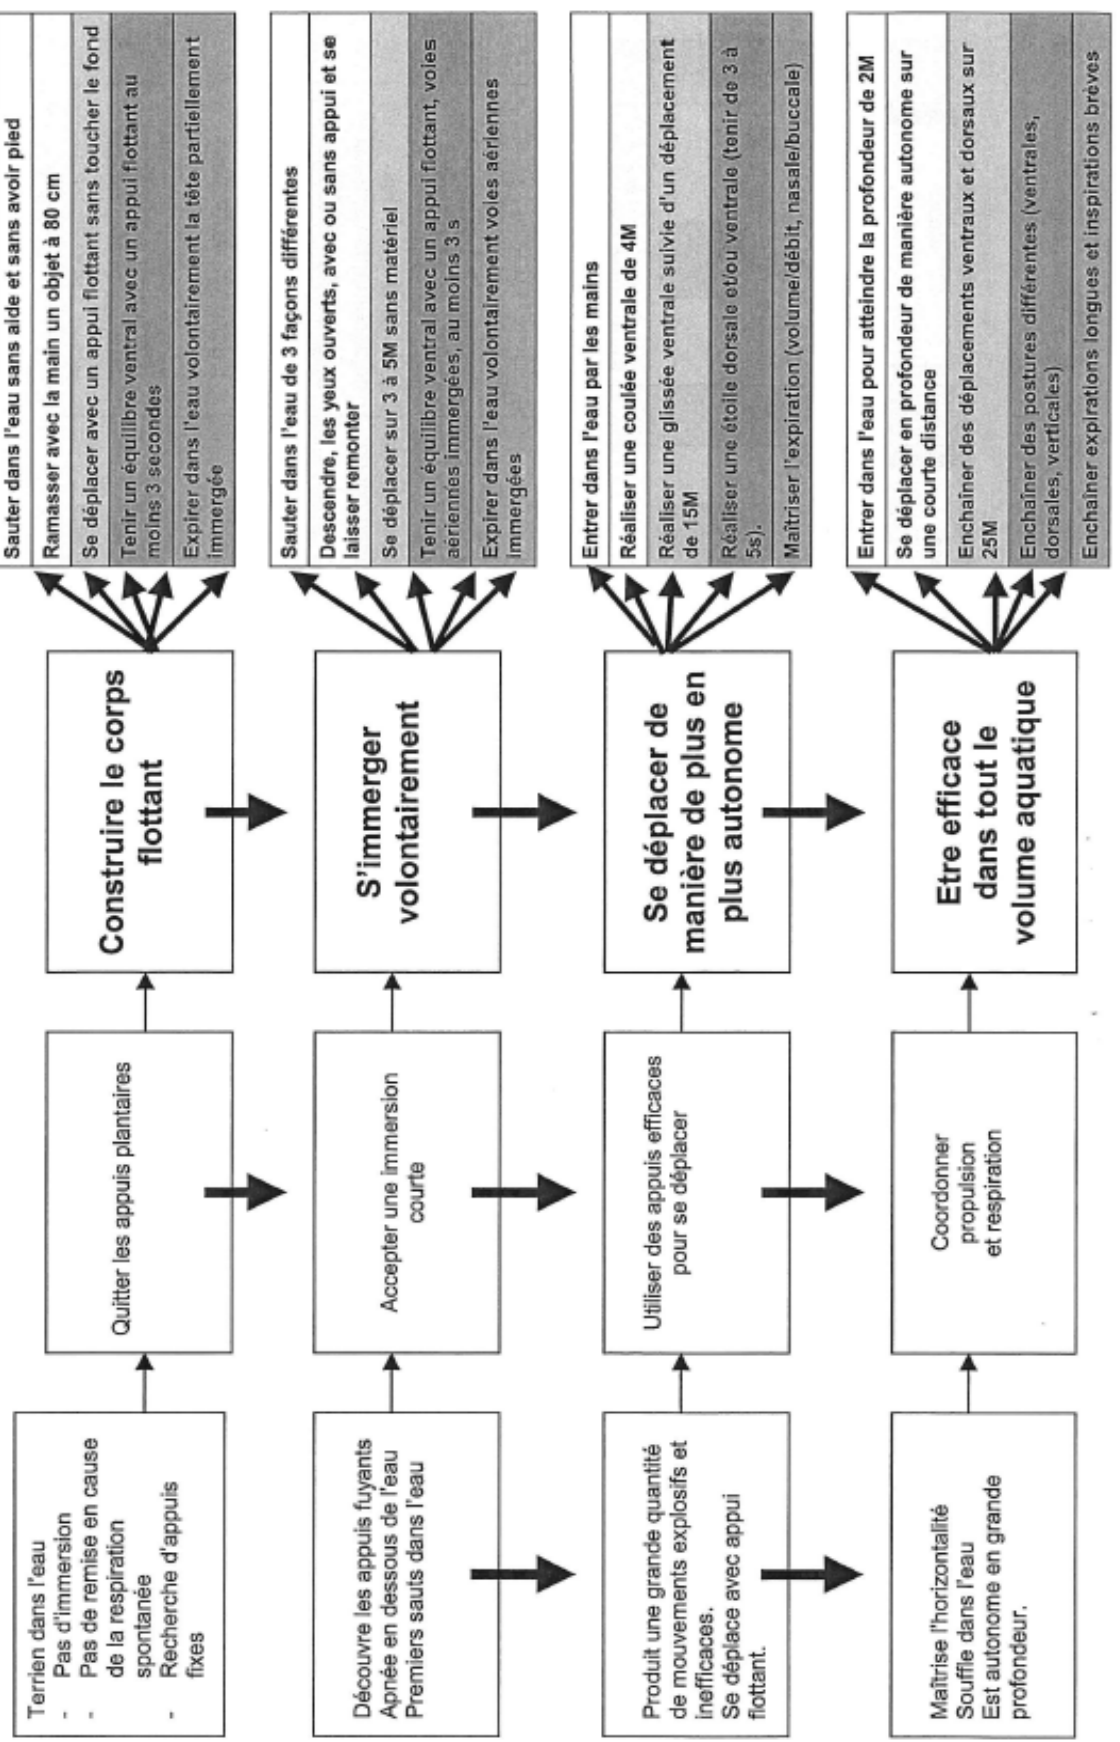 Terrien dans l'eau
- Pas d'immersion
- Pas de remise en cause
de la respiration
spontanée
- Recherche d'appuis
fixes
Quitter les appuis plantaires
Construire le corps
flottant
Sauter dans l'eau sans aide et sans avoir pied
Ramasser avec la main un objet à 80 cm
Se déplacer avec un appui flottant sans toucher le fond
Tenir un équilibre ventral avec un appui flottant au
moins 3 secondes
Expirer dans l'eau volontairement la tête partiellement
immergée
Découvre les appuis fuyants
Apnée en dessous de l'eau
Premiers sauts dans l'eau
Accepter une immersion
courte
S'immerger
volontairement
Sauter dans l'eau de 3 façons différentes
Descendre, les yeux ouverts, avec ou sans appui et se
laisser remonter
Se déplacer sur 3 à 5M sans matériel
Tenir un équilibre ventral avec un appui flottant, voies
aériennes immergées, au moins 3 s
Expirer dans l'eau volontairement voies aériennes
immergées
Produit une grande quantité
de mouvements explosifs et
inefficaces.
Se déplace avec appui
flottant.
Utiliser des appuis efficaces
pour se déplacer
Se déplacer de
manière de plus en
plus autonome
Entrer dans l'eau par les mains
Réaliser une coulée ventrale de 4M
Réaliser une glissée ventrale suivie d'un déplacement
de 15M
Réaliser une étoile dorsale et/ou ventrale (tenir de 3 à
5s).
Maîtriser l'expiration (volume/débit, nasale/buccale)
Maîtrise l'horizontalité
Souffle dans l'eau
Est autonome en grande
profondeur.
Coordonner
propulsion
et respiration
Etre efficace
dans tout le
volume aquatique
Entrer dans l'eau pour atteindre la profondeur de 2M
Se déplacer en profondeur de manière autonome sur
une courte distance
Enchaîner des déplacements ventraux et dorsaux sur
25M
Enchaîner des postures différentes (ventrales,
dorsales, verticales)
Enchaîner expirations longues et inspirations brèves